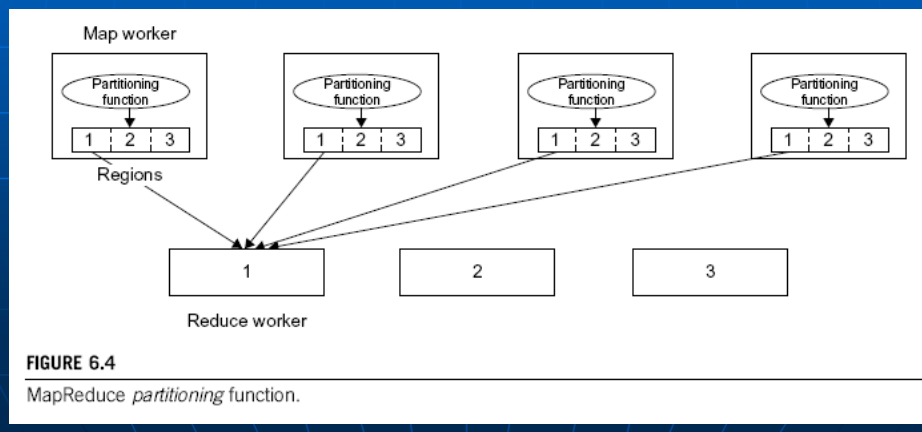 Map worker
Partitioning
function
Partitioning
function
Partitioning
function
Partitioning
function
1 2 3
1 2 3
1 2 3
1 2 3
Regions
1
2
3
Reduce worker
FIGURE 6.4
MapReduce partitioning function.